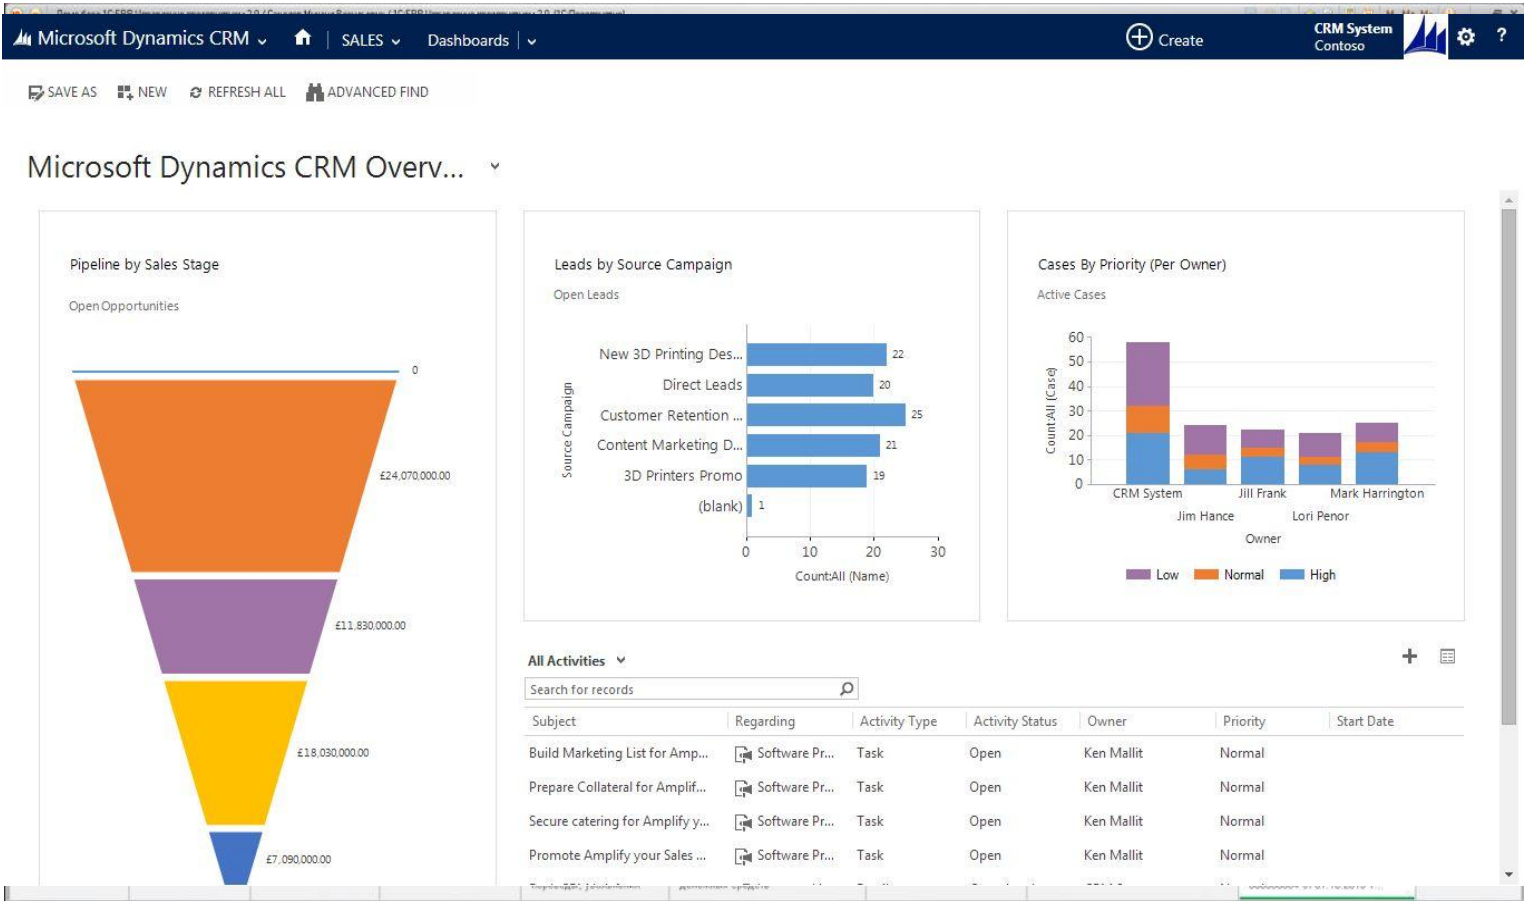 Microsoft Dynamics CRM
SALES
Dashboards
Create
CRM System
Contoso
?
SAVE AS
NEW
REFRESH ALL
ADVANCED FIND
Microsoft Dynamics CRM Overv...
Pipeline by Sales Stage
Open Opportunities
0
£24,070,000.00
£11,830,000.00
£18,030,000.00
£7,090,000.00
Leads by Source Campaign
Open Leads
Source Campaign
New 3D Printing Des... 22
Direct Leads 20
Customer Retention ... 25
Content Marketing D... 21
3D Printers Promo 19
(blank) 1
0 10 20 30
Count:All (Name)
Cases By Priority (Per Owner)
Active Cases
Count:All (Case)
60
50
40
30
20
10
0
CRM System Jill Frank Mark Harrington
Jim Hance Lori Penor
Owner
Low Normal High
All Activities
Search for records
Subject Regarding Activity Type Activity Status Owner Priority Start Date
Build Marketing List for Amp... Software Pr... Task Open Ken Mallit Normal
Prepare Collateral for Amplif... Software Pr... Task Open Ken Mallit Normal
Secure catering for Amplify y... Software Pr... Task Open Ken Mallit Normal
Promote Amplify your Sales ... Software Pr... Task Open Ken Mallit Normal